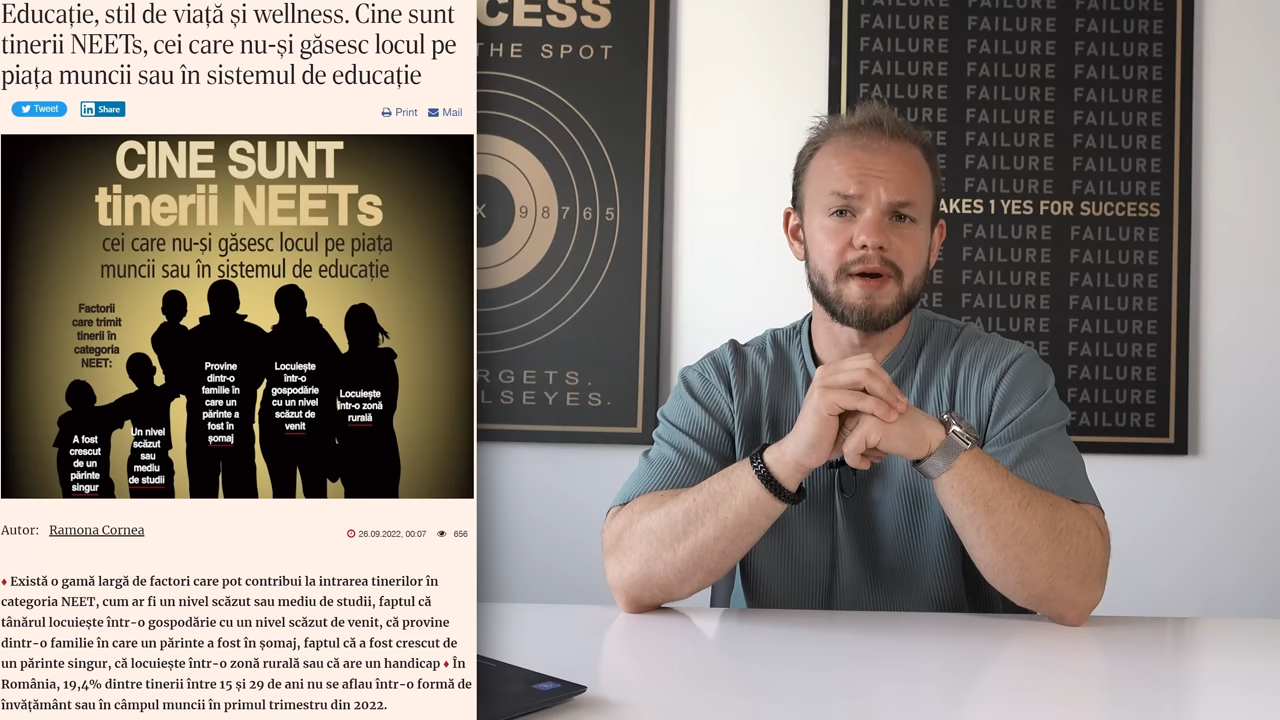 Educație, stil de viață și wellness. Cine sunt
tinerii NEETs, cei care nu-și găsesc locul pe
piața muncii sau în sistemul de educație
Tweet
in Share
Print
Mail
CINE SUNT
tinerii NEETs
cei care nu-și găsesc locul pe piața
muncii sau în sistemul de educație
Factorii
care trimit
tinerii în
categoria
NEET:
A fost
crescut
de un
părinte
singur
Un nivel
scăzut
sau
mediu
de studii
Provine
dintr-o
familie în
care un
părinte a
fost în
șomaj
Locuiește
într-o
gospodărie
cu un nivel
scăzut de
venit
Locuiește
într-o zonă
rurală
Autor: Ramona Cornea
26.09.2022, 00:07
656
♦ Există o gamă largă de factori care pot contribui la intrarea tinerilor în
categoria NEET, cum ar fi un nivel scăzut sau mediu de studii, faptul că
tânărul locuiește într-o gospodărie cu un nivel scăzut de venit, că provine
dintr-o familie în care un părinte a fost în șomaj, faptul că a fost crescut de
un părinte singur, că locuiește într-o zonă rurală sau că are un handicap ♦ În
România, 19,4% dintre tinerii între 15 și 29 de ani nu se aflau într-o formă de
învățământ sau în câmpul muncii în primul trimestru din 2022.
CESS
THE SPOT
X 9 8 7 6 5
RGETS.
LSEYES.
FAILURE FAILURE FAILURE
FAILURE FAILURE FAILURE
FAILURE FAILURE FAILURE
FAILURE FAILURE FAILURE
FAILURE FAILURE
FAILURE FAILURE
FAILURE FAILURE
FAILURE FAILURE
FAILURE FAILURE
AKES 1 YES FOR SUCCESS
FAILURE FAILURE
FAILURE FAILURE
FAILURE FAILURE
FAILURE FAILURE
FAILURE FAILURE
FAILURE
FAILURE
FAILURE
FAILURE